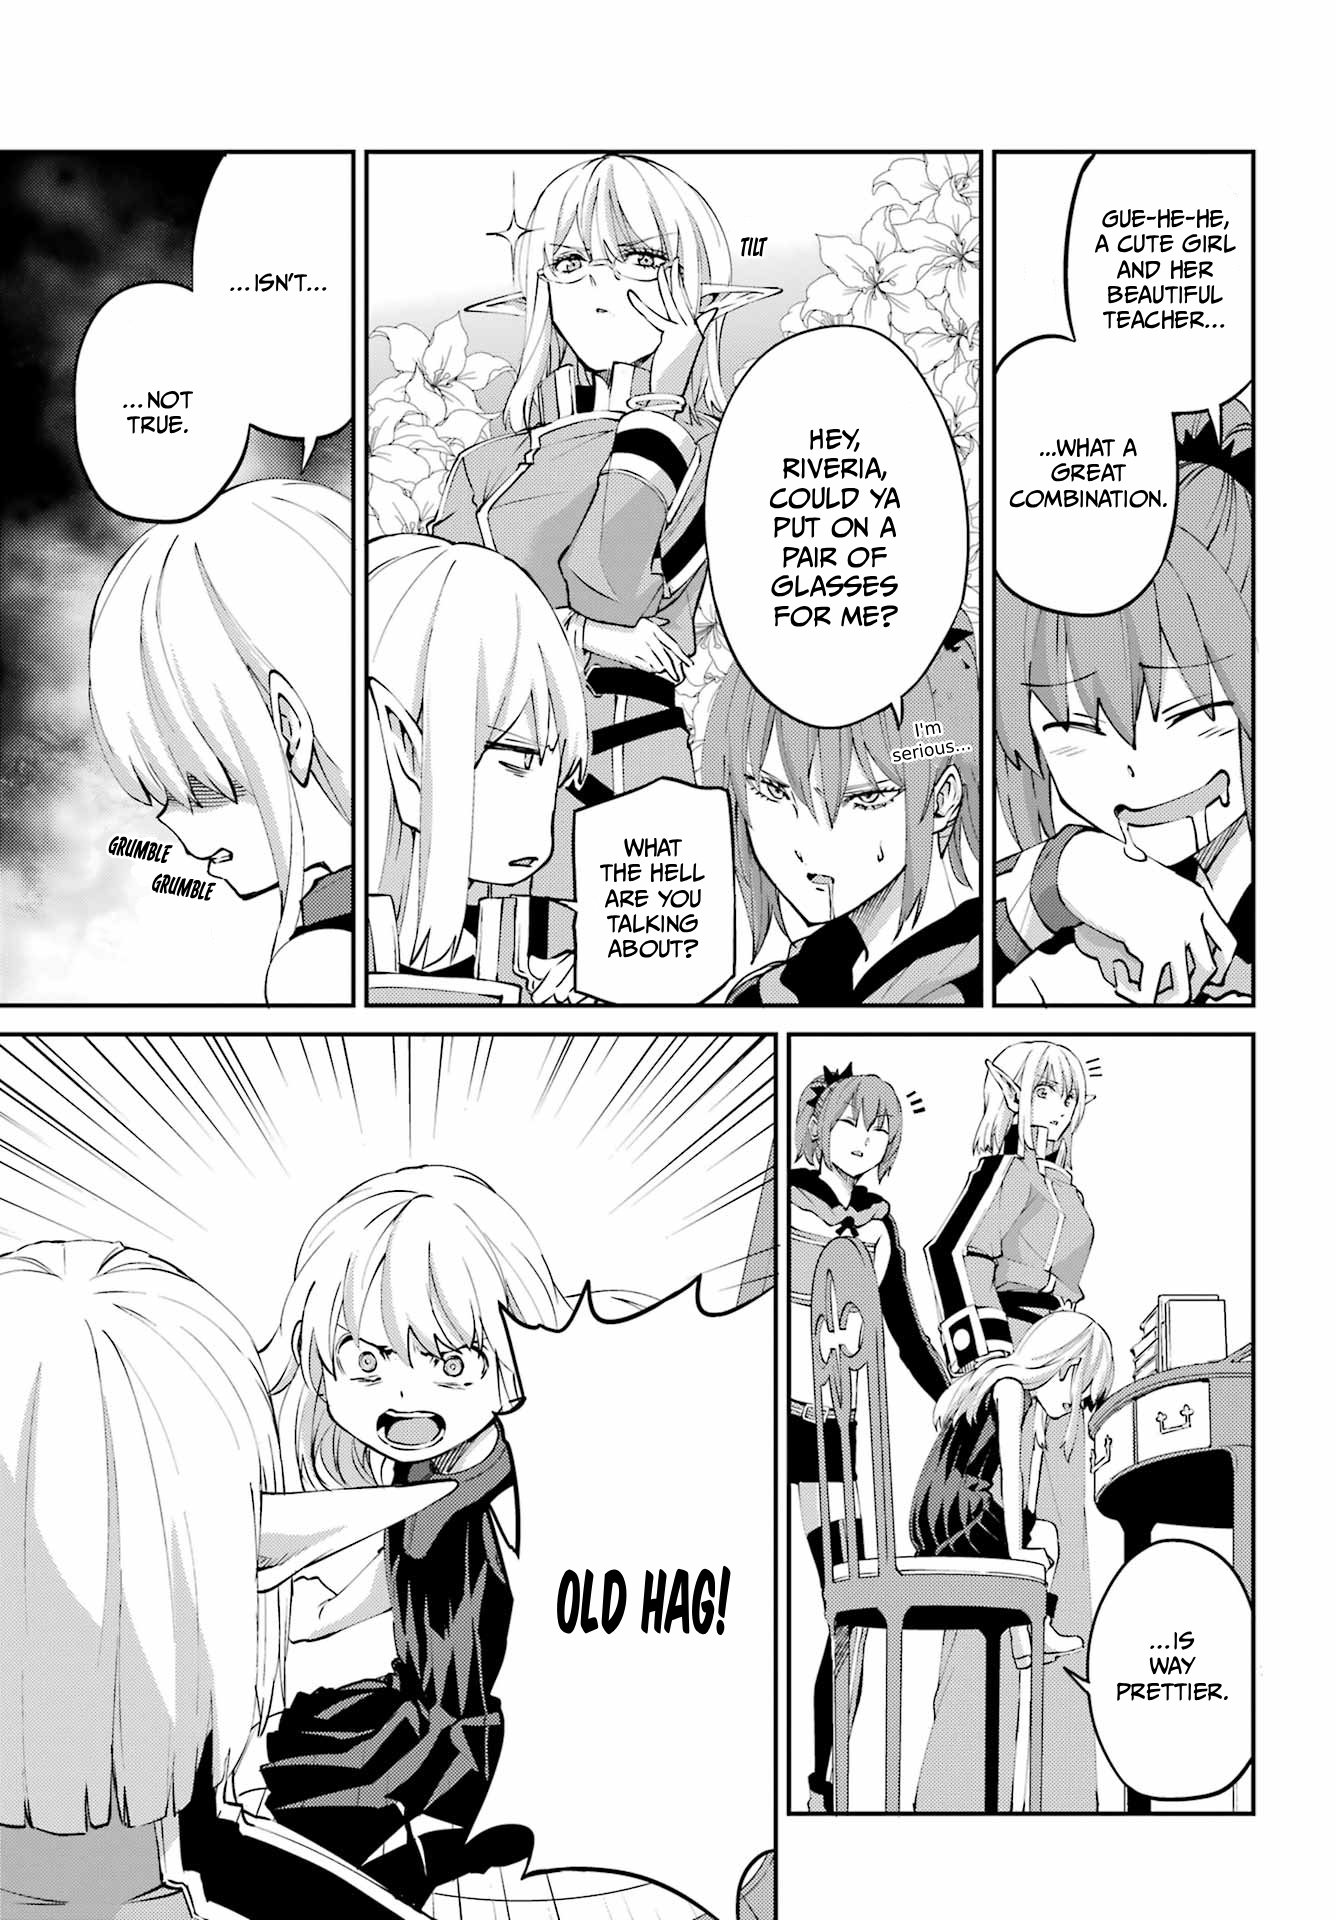 GUE-HE-HE,
A CUTE GIRL
AND HER
BEAUTIFUL
TEACHER...
...WHAT A
GREAT
COMBINATION.
TILT
HEY,
RIVERIA,
COULD YA
PUT ON A
PAIR OF
GLASSES
FOR ME?
I'm
serious...
WHAT
THE HELL
ARE YOU
TALKING
ABOUT?
...ISN'T...
...NOT
TRUE.
GRUMBLE
GRUMBLE
...IS
WAY
PRETTIER.
OLD HAG!